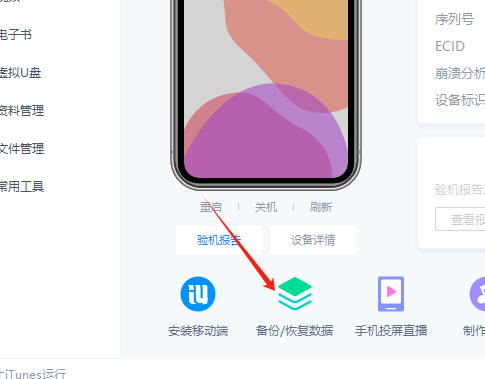 电子书
虚拟U盘
资料管理
文件管理
常用工具
序列号
ECID
崩溃分析
设备标识
重启 | 关机 | 刷新
验机报告 设备详情
验机报告
查看报
iU
安装移动端 备份/恢复数据 手机投屏直播 制作
iTunes运行